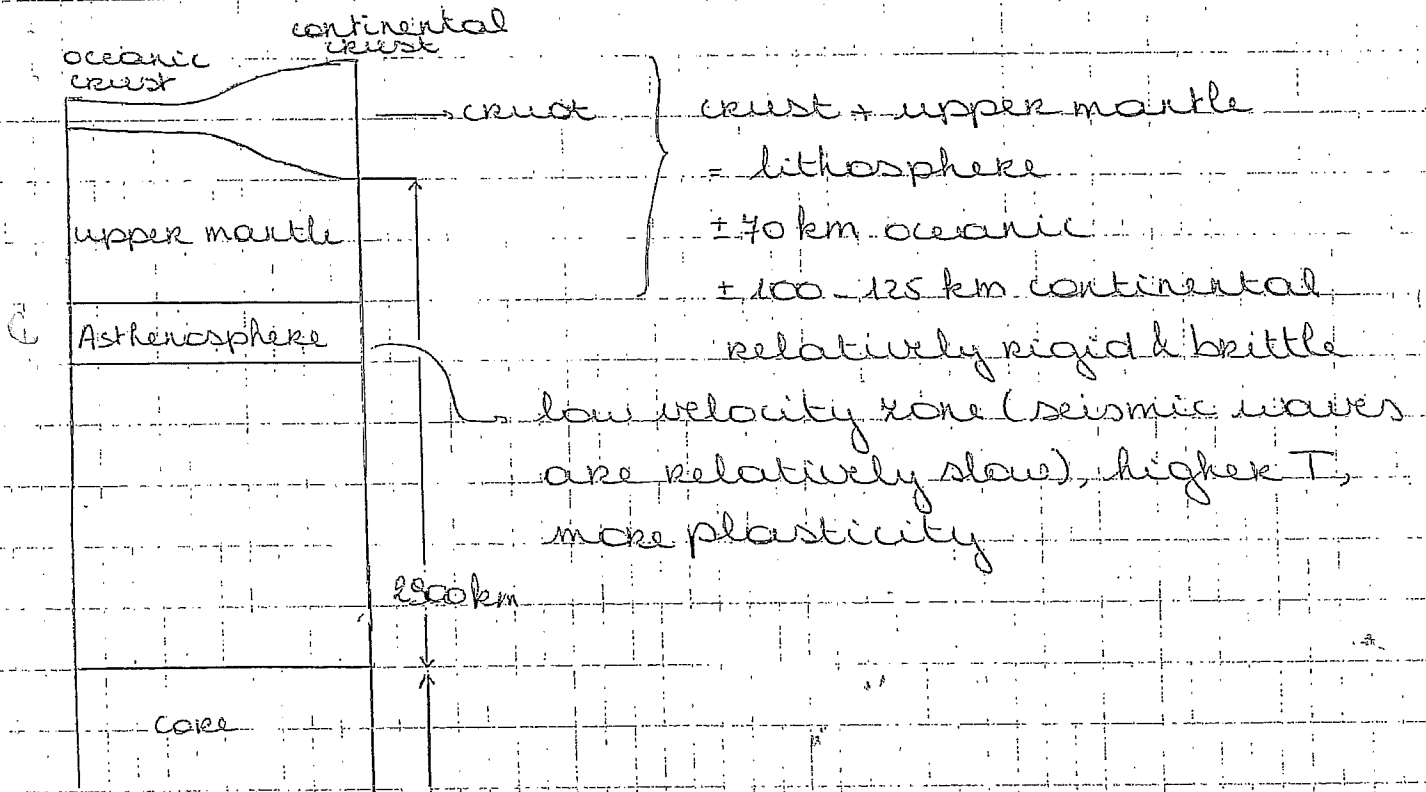 continental
crust
oceanic
crust
→ crust
crust + upper mantle
= lithosphere
upper mantle
± 70 km oceanic
± 100-125 km continental
Asthenosphere
relatively rigid & brittle
low velocity zone (seismic waves
are relatively slow), higher T,
more plasticity
2900km
core